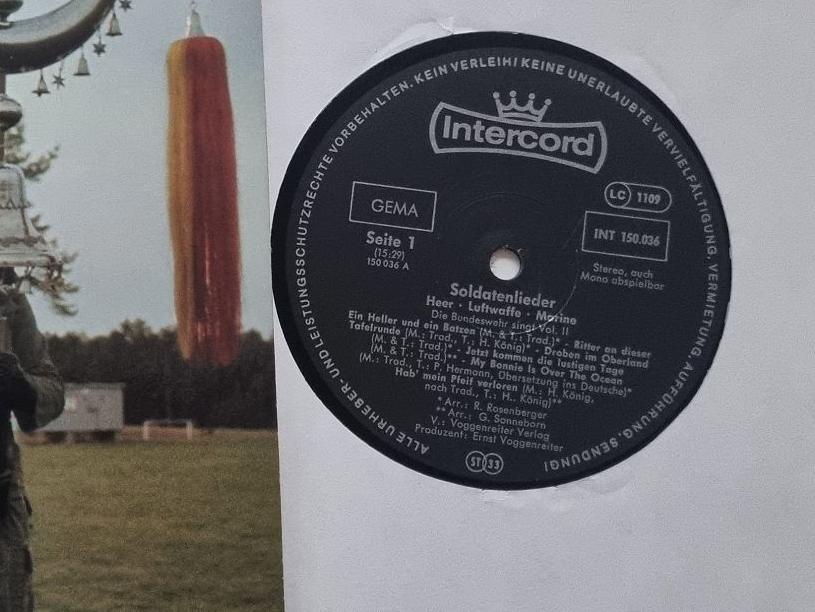 ALLE URHEBER- UND LEISTUNGSSCHUTZRECHTE VORBEHALTEN. KEIN VERLEIH! KEINE UNERLAUBTE VERVIELFÄLTIGUNG, VERMIETUNG, AUFFÜHRUNG, SENDUNG!
Intercord
GEMA
LC 1109
Seite 1
(15:29)
150 036 A
INT 150.036
Stereo, auch
Mono abspielbar
Soldatenlieder
Heer · Luftwaffe · Marine
Die Bundeswehr singt Vol. II
Ein Heller und ein Batzen (M. & T.: Trad.)* - Ritter an dieser
Tafelrunde (M.: Trad., T.: H. König)* - Droben im Oberland
(M. & T.: Trad.)* - Jetzt kommen die lustigen Tage
(M. & T.: Trad.)** - My Bonnie Is Over The Ocean
(M.: Trad., T.: P. Hermann, Übersetzung ins Deutsche)*
Hab' mein Pfeif verloren (M.: H. König,
nach Trad., T.: H.. König)**
* Arr.: R. Rosenberger
** Arr.: G. Sonneborn
V.: Voggenreiter Verlag
Produzent: Ernst Voggenreiter
ST 33